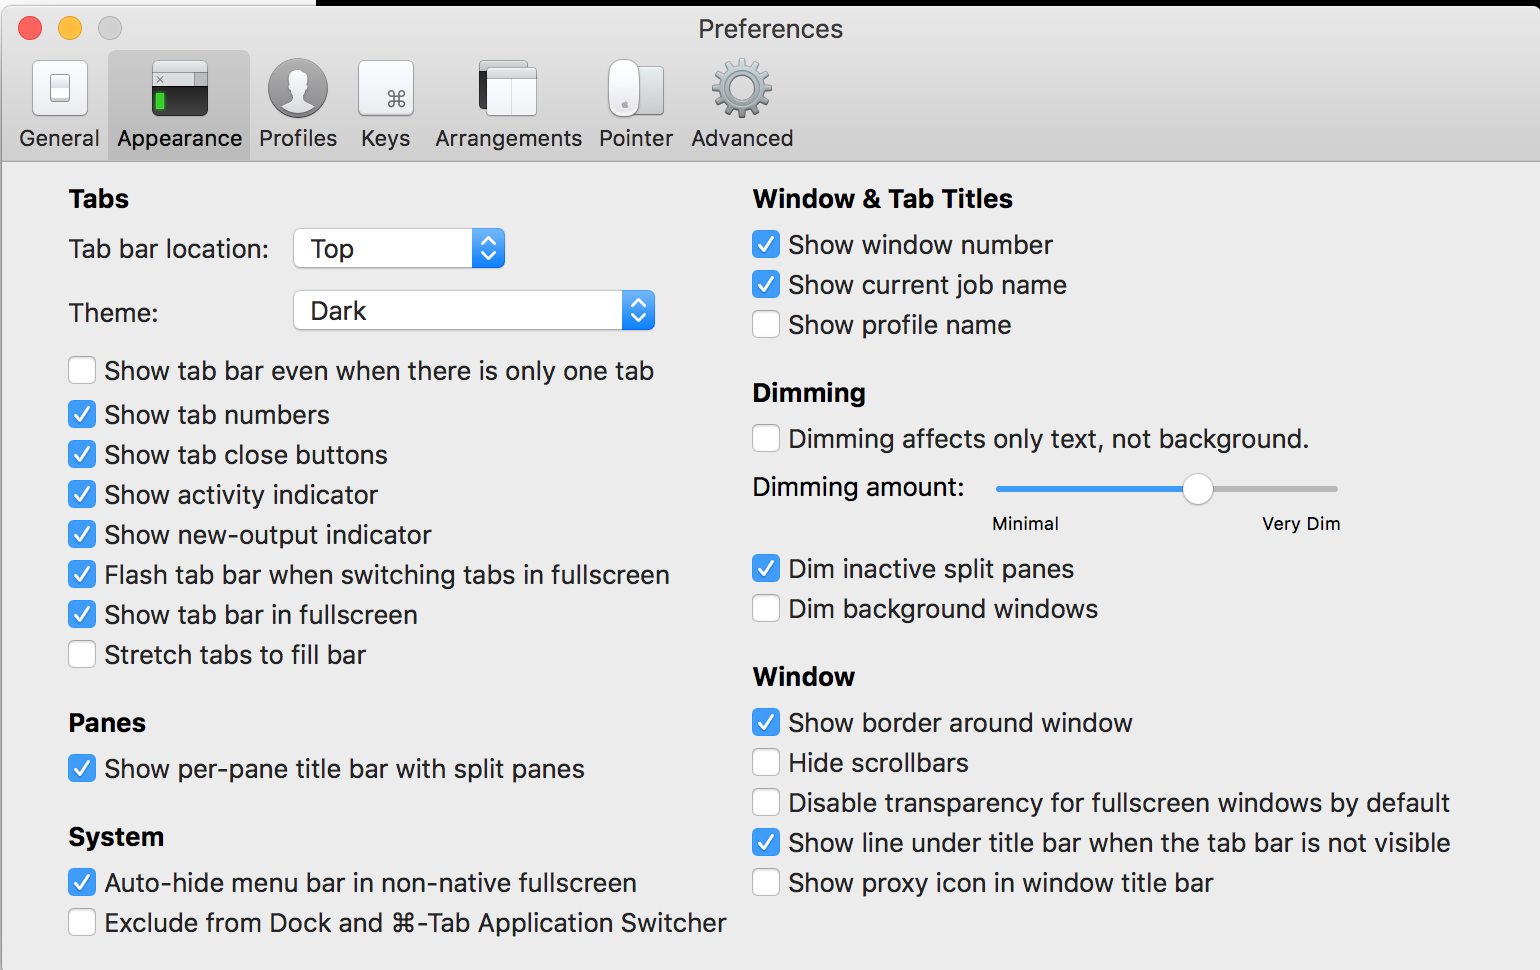 Preferences
General Appearance Profiles Keys Arrangements Pointer Advanced
Tabs
Tab bar location: Top
Theme: Dark
Show tab bar even when there is only one tab
Show tab numbers
Show tab close buttons
Show activity indicator
Show new-output indicator
Flash tab bar when switching tabs in fullscreen
Show tab bar in fullscreen
Stretch tabs to fill bar
Panes
Show per-pane title bar with split panes
System
Auto-hide menu bar in non-native fullscreen
Exclude from Dock and ⌘-Tab Application Switcher
Window & Tab Titles
Show window number
Show current job name
Show profile name
Dimming
Dimming affects only text, not background.
Dimming amount:
Minimal Very Dim
Dim inactive split panes
Dim background windows
Window
Show border around window
Hide scrollbars
Disable transparency for fullscreen windows by default
Show line under title bar when the tab bar is not visible
Show proxy icon in window title bar